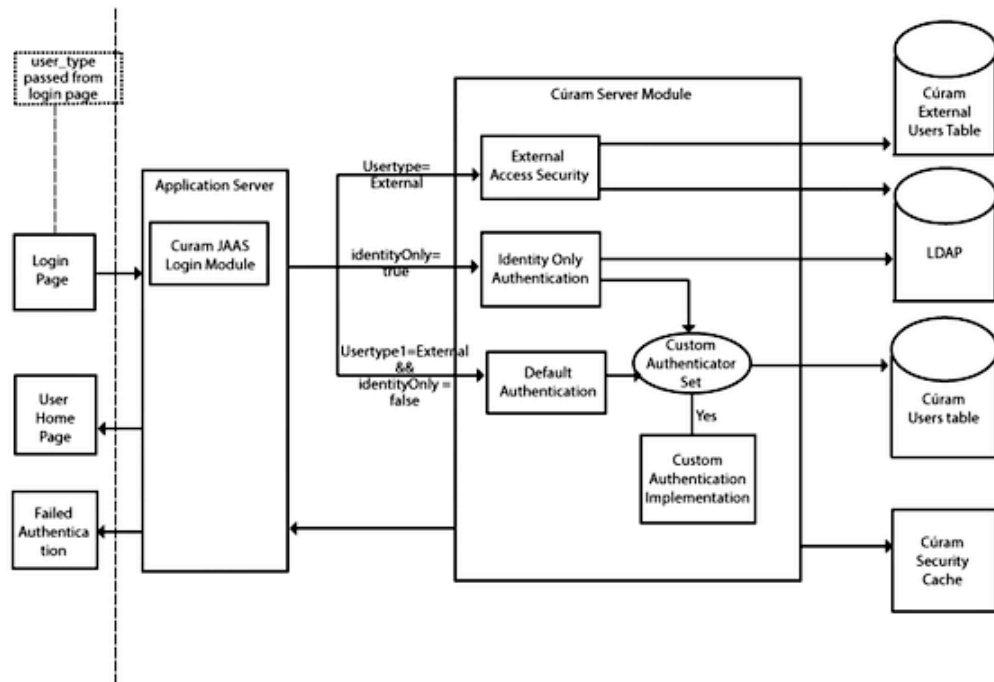 user_type
passed from
login page
Login
Page
User
Home
Page
Failed
Authentica
tion
Application Server
Curam JAAS
Login Module
Usertype=
External
identityOnly=
true
Usertype1=External
&&
identityOnly =
false
Cúram Server Module
External
Access Security
Identity Only
Authentication
Default
Authentication
Custom
Authenticator
Set
Yes
Custom
Authentication
Implementation
Cúram
External
Users Table
LDAP
Cúram
Users table
Cúram
Security
Cache